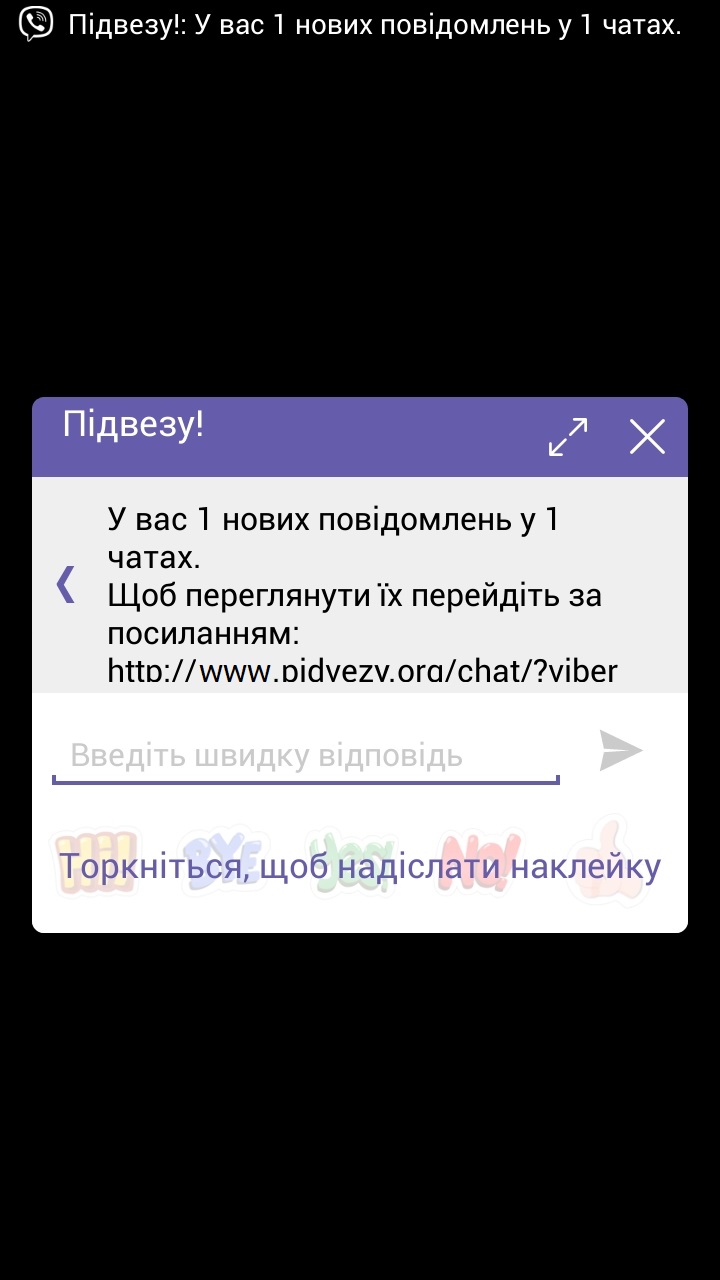 Підвезу!: У вас 1 нових повідомлень у 1 чатах.
Підвезу!
У вас 1 нових повідомлень у 1
чатах.
Щоб переглянути їх перейдіть за
посиланням:
http://www.pidvezy.org/chat/?viber
Введіть швидку відповідь
Hi! BYE Yeah No!
Торкніться, щоб надіслати наклейку